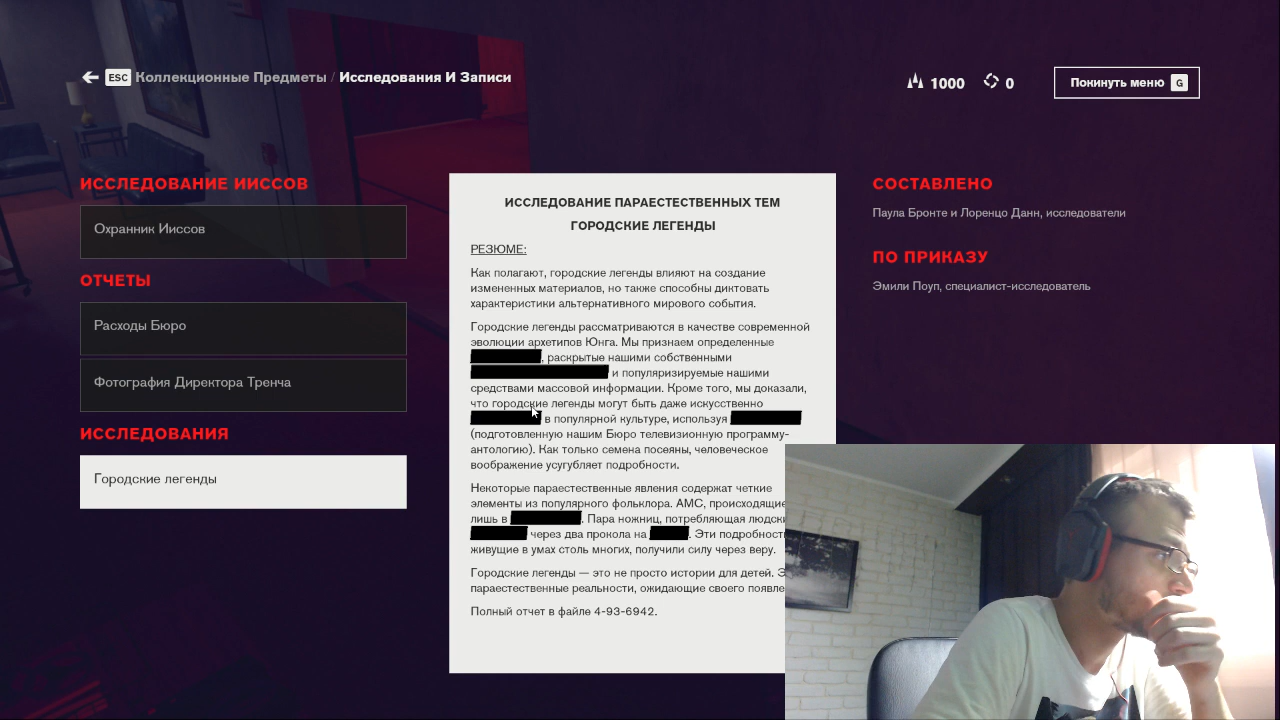 ESC Коллекционные Предметы / Исследования И Записи
1000 0 Покинуть меню G
ИССЛЕДОВАНИЕ ИИССОВ
Охранник Ииссов
ОТЧЕТЫ
Расходы Бюро
Фотография Директора Тренча
ИССЛЕДОВАНИЯ
Городские легенды
ИССЛЕДОВАНИЕ ПАРАЕСТЕСТВЕННЫХ ТЕМ
ГОРОДСКИЕ ЛЕГЕНДЫ
РЕЗЮМЕ:
Как полагают, городские легенды влияют на создание
измененных материалов, но также способны диктовать
характеристики альтернативного мирового события.
Городские легенды рассматриваются в качестве современной
эволюции архетипов Юнга. Мы признаем определенные
, раскрытые нашими собственными
и популяризируемые нашими
средствами массовой информации. Кроме того, мы доказали,
что городские легенды могут быть даже искусственно
в популярной культуре, используя
(подготовленную нашим Бюро телевизионную программу-
антологию). Как только семена посеяны, человеческое
воображение усугубляет подробности.
Некоторые параестественные явления содержат четкие
элементы из популярного фольклора. АМС, происходящие
лишь в . Пара ножниц, потребляющая людски
через два прокола на . Эти подробност
живущие в умах столь многих, получили силу через веру.
Городские легенды — это не просто истории для детей. Э
параестественные реальности, ожидающие своего появле
Полный отчет в файле 4-93-6942.
СОСТАВЛЕНО
Паула Бронте и Лоренцо Данн, исследователи
ПО ПРИКАЗУ
Эмили Поуп, специалист-исследователь